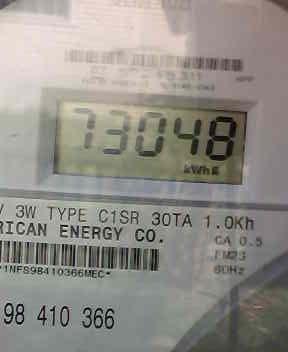 73048
kWh
V 3W TYPE C1SR 30TA 1.0Kh
RICAN ENERGY CO.
CA 0.5
FM2S
60Hz
*1NFS98410366MEC*
98 410 366